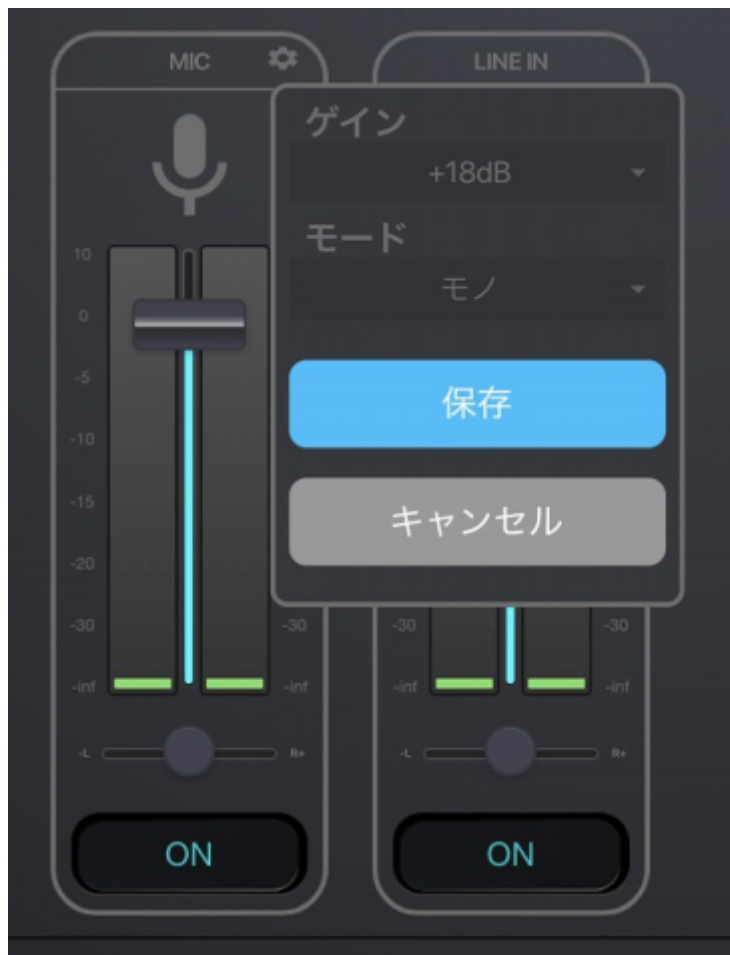 MIC
LINE IN
ゲイン
+18dB
モード
モノ
保存
キャンセル
10
0
-5
-10
-15
-20
-30 -30 -30 -30
-inf -inf -inf -inf
-L R+ -L R+
ON ON